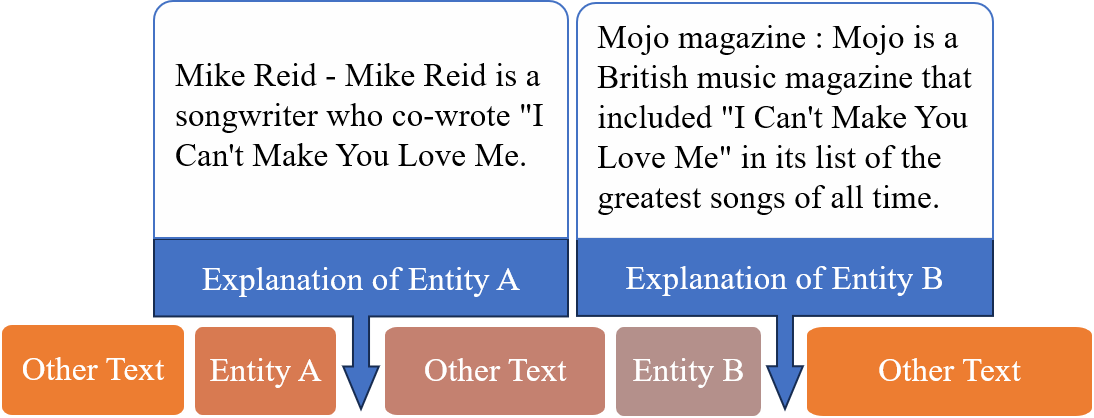 Mike Reid - Mike Reid is a
songwriter who co-wrote "I
Can't Make You Love Me.
Mojo magazine : Mojo is a
British music magazine that
included "I Can't Make You
Love Me" in its list of the
greatest songs of all time.
Explanation of Entity A
Explanation of Entity B
Other Text
Entity A
Other Text
Entity B
Other Text